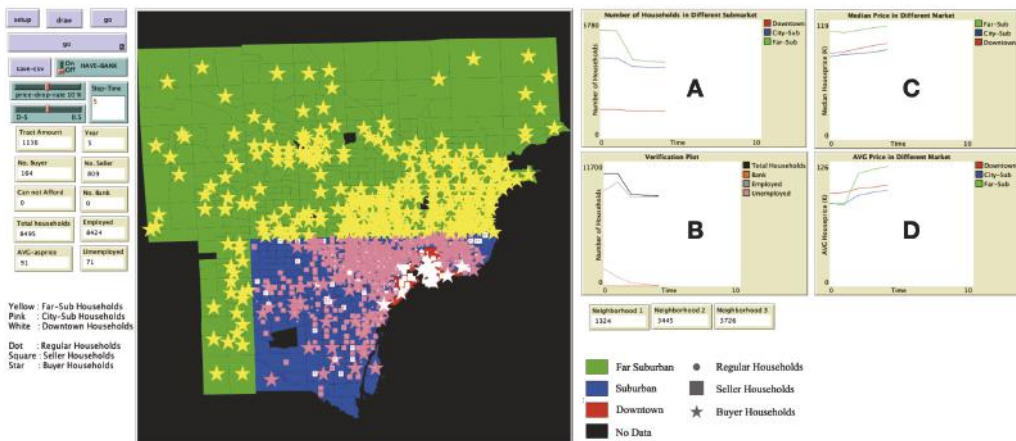 setup
draw
go
go
save-csv
On
Off
HAVE-BANK
price-drop-rate 10 %
Step-Time
5
D-S
0.5
Tract Amount
1138
Year
5
No. Buyer
164
No. Seller
809
Can not Afford
0
No. Bank
0
Total households
8495
Employed
8424
AVG-asprice
91
Unemployed
71
Yellow : Far-Sub Households
Pink : City-Sub Households
White : Downtown Households
Dot : Regular Households
Square : Seller Households
Star : Buyer Households
Number of Households in Different Submarket
5780
Number of Households
0
0
Time
10
Downtown
City-Sub
Far-Sub
A
Median Price in Different Market
119
Median Houseprice (K)
0
0
Time
10
Far-Sub
City-Sub
Downtown
C
Verification Plot
11700
Number of Households
0
0
Time
10
Total Households
Bank
Employed
Unemployed
B
AVG Price in Different Market
126
AVG Houseprice (K)
0
0
Time
10
Downtown
City-Sub
Far-Sub
D
Neighborhood 1
1324
Neighborhood 2
3445
Neighborhood 3
3726
Far Suburban
Suburban
Downtown
No Data
Regular Households
Seller Households
Buyer Households